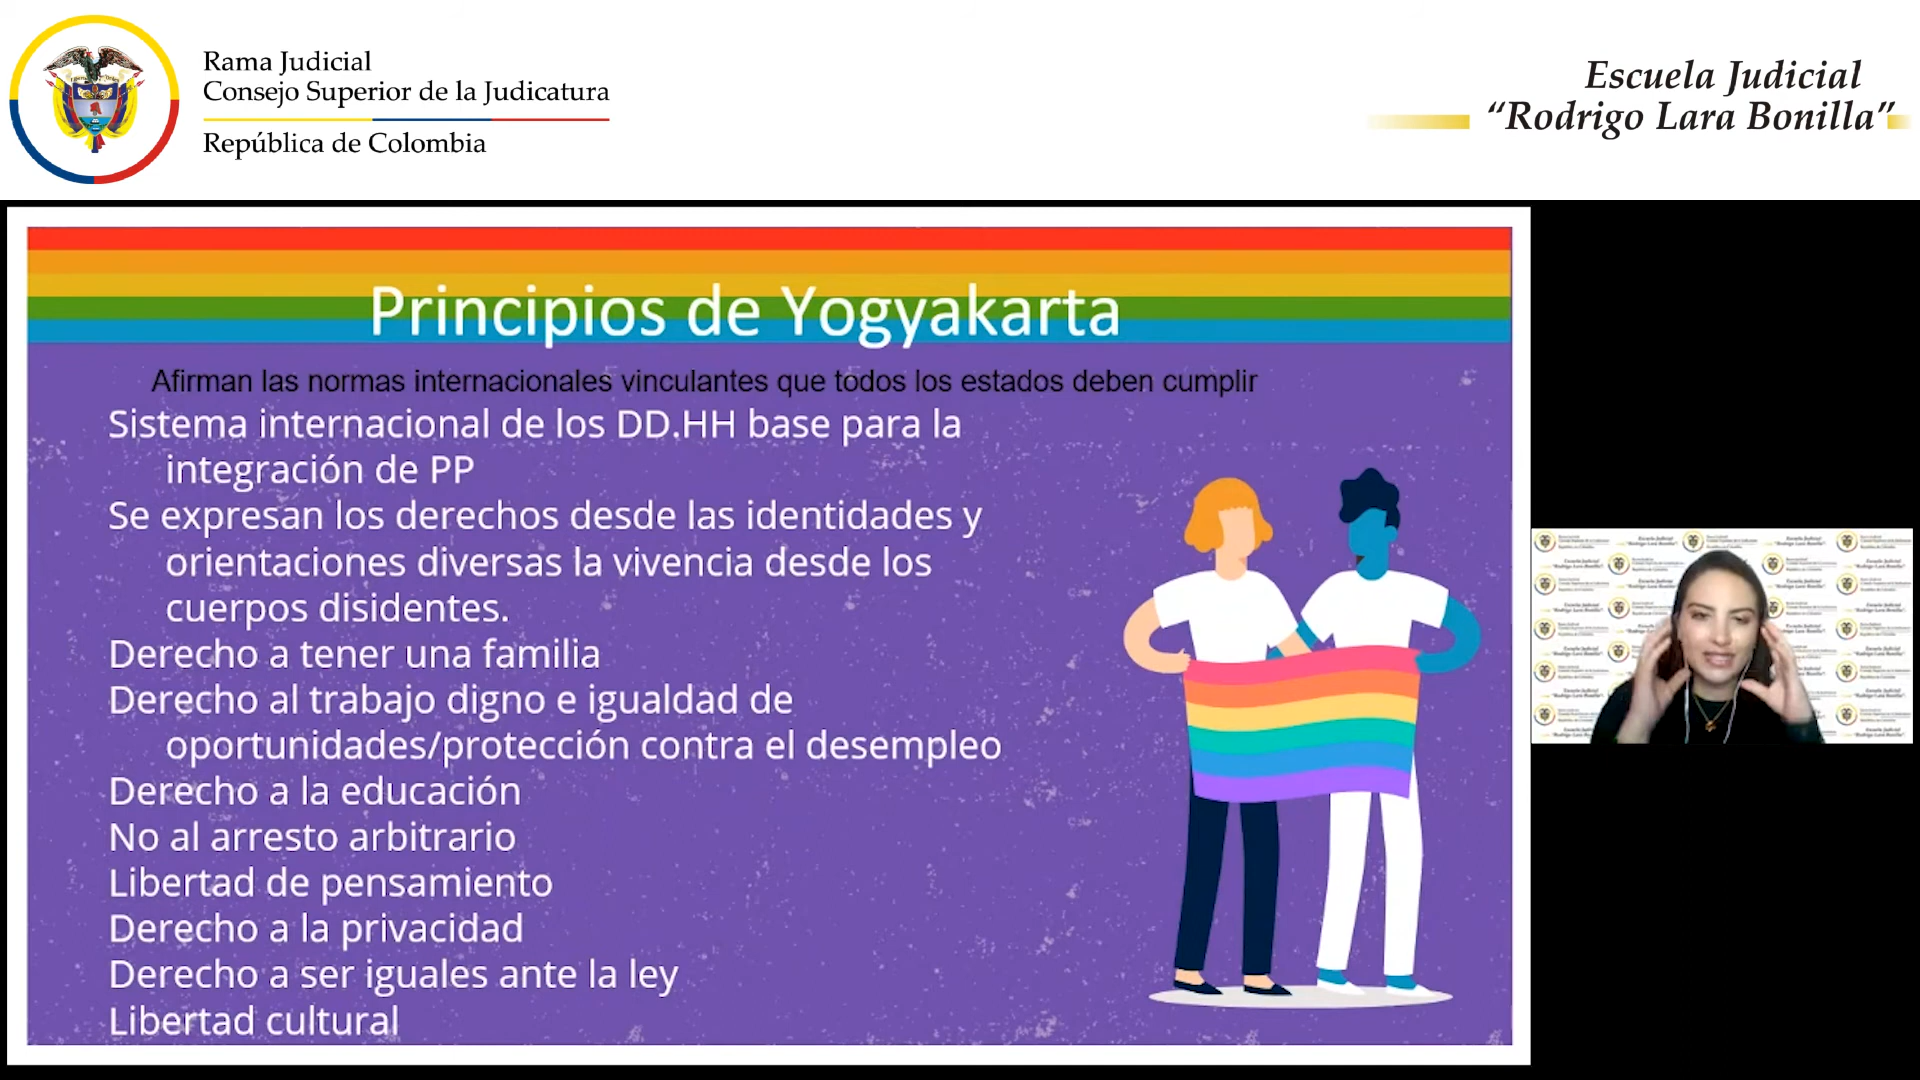 Rama Judicial
Consejo Superior de la Judicatura
República de Colombia
Escuela Judicial
“Rodrigo Lara Bonilla”
Principios de Yogyakarta
Afirman las normas internacionales vinculantes que todos los estados deben cumplir
Sistema internacional de los DD.HH base para la
integración de PP
Se expresan los derechos desde las identidades y
orientaciones diversas la vivencia desde los
cuerpos disidentes.
Derecho a tener una familia
Derecho al trabajo digno e igualdad de
oportunidades/protección contra el desempleo
Derecho a la educación
No al arresto arbitrario
Libertad de pensamiento
Derecho a la privacidad
Derecho a ser iguales ante la ley
Libertad cultural